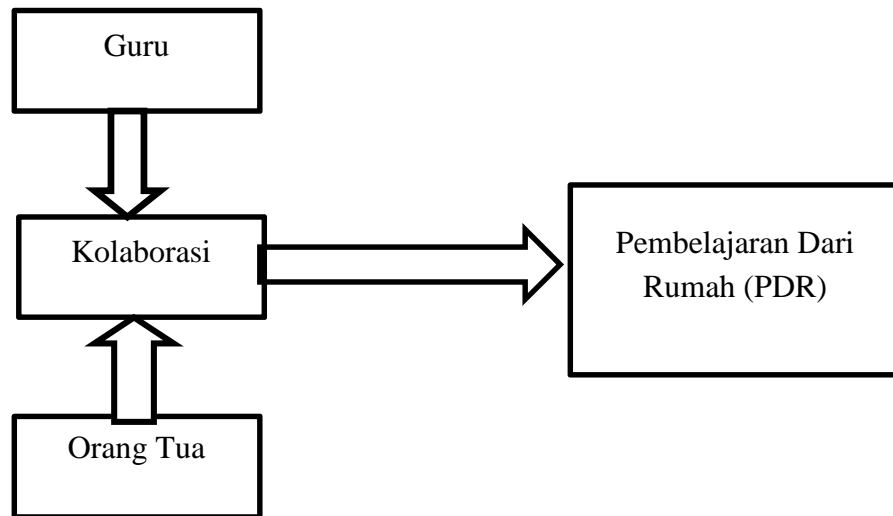 Guru
Kolaborasi
Pembelajaran Dari
Rumah (PDR)
Orang Tua